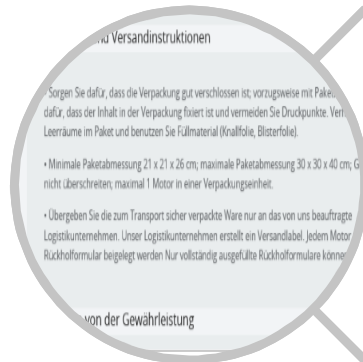 nd Versandinstruktionen
• Sorgen Sie dafür, dass die Verpackung gut verschlossen ist; vorzugsweise mit Pake
dafür, dass der Inhalt in der Verpackung fixiert ist und vermeiden Sie Druckpunkte. Ver
Leerräume im Paket und benutzen Sie Füllmaterial (Knallfolie, Blisterfolie).
• Minimale Paketabmessung 21 x 21 x 26 cm; maximale Paketabmessung 30 x 30 x 40 cm; G
nicht überschreiten; maximal 1 Motor in einer Verpackungseinheit.
• Übergeben Sie die zum Transport sicher verpackte Ware nur an das von uns beauftragte
Logistikunternehmen. Unser Logistikunternehmen erstellt ein Versandlabel. Jedem Motor
Rückholformular beigelegt werden Nur vollständig ausgefüllte Rückholformulare könne
von der Gewährleistung